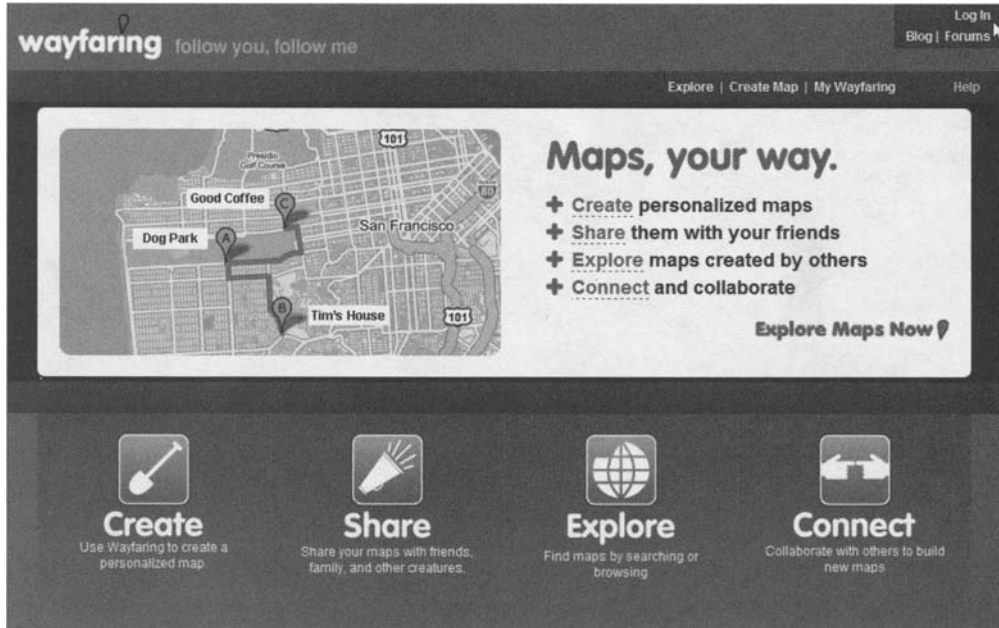 wayfaring follow you, follow me
Log In
Blog | Forums
Explore | Create Map | My Wayfaring Help
Presidio
Golf Course
101
80
Good Coffee
C
San Francisco
Dog Park
A
B
Tim's House
101
Maps, your way.
Create personalized maps
Share them with your friends
Explore maps created by others
Connect and collaborate
Explore Maps Now
Create
Use Wayfaring to create a
personalized map.
Share
Share your maps with friends,
family, and other creatures.
Explore
Find maps by searching or
browsing
Connect
Collaborate with others to build
new maps